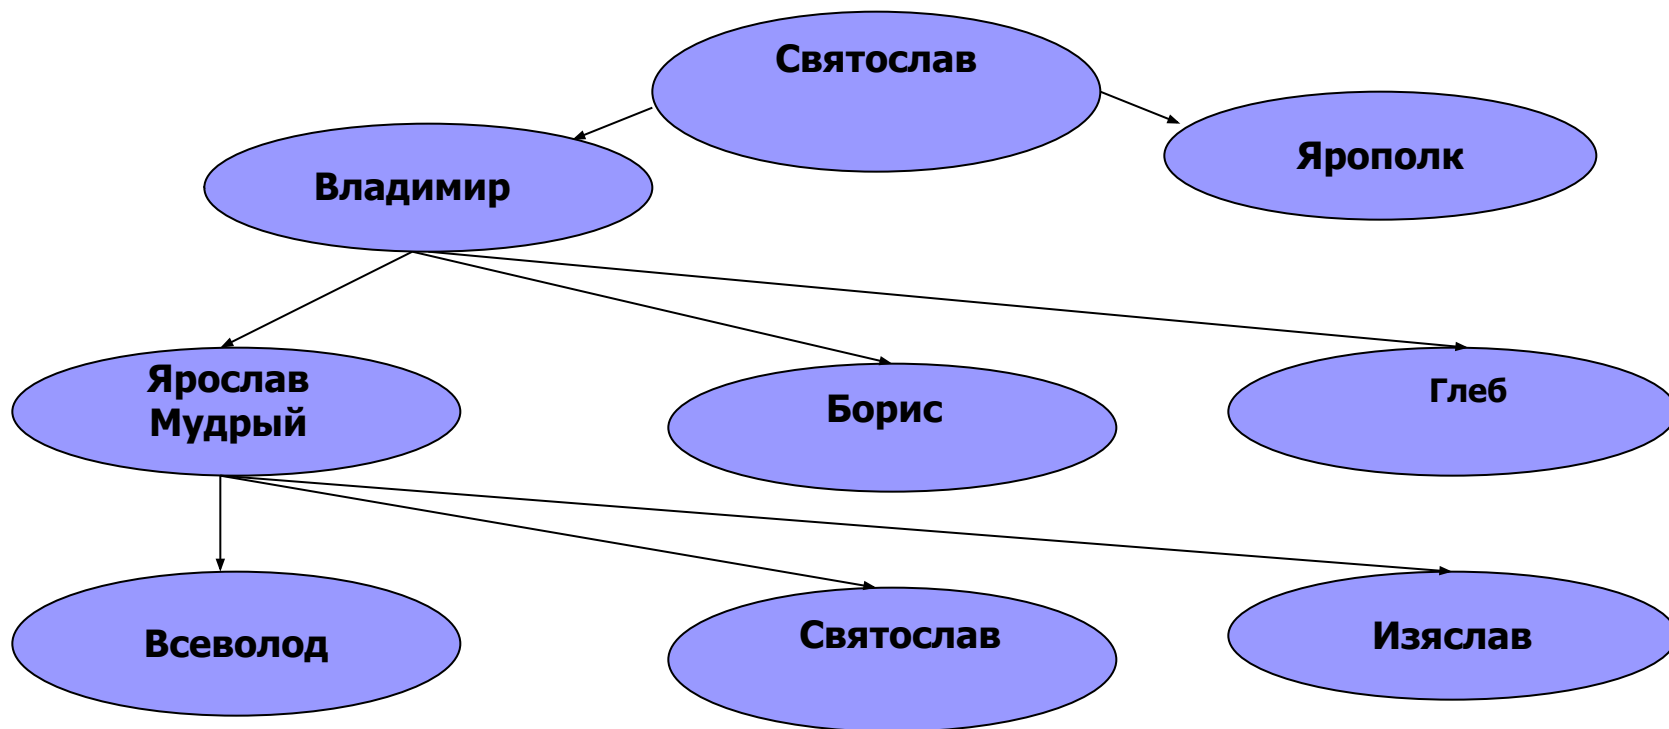 Святослав
Ярополк
Владимир
Ярослав
Мудрый
Борис
Глеб
Всеволод
Святослав
Изяслав